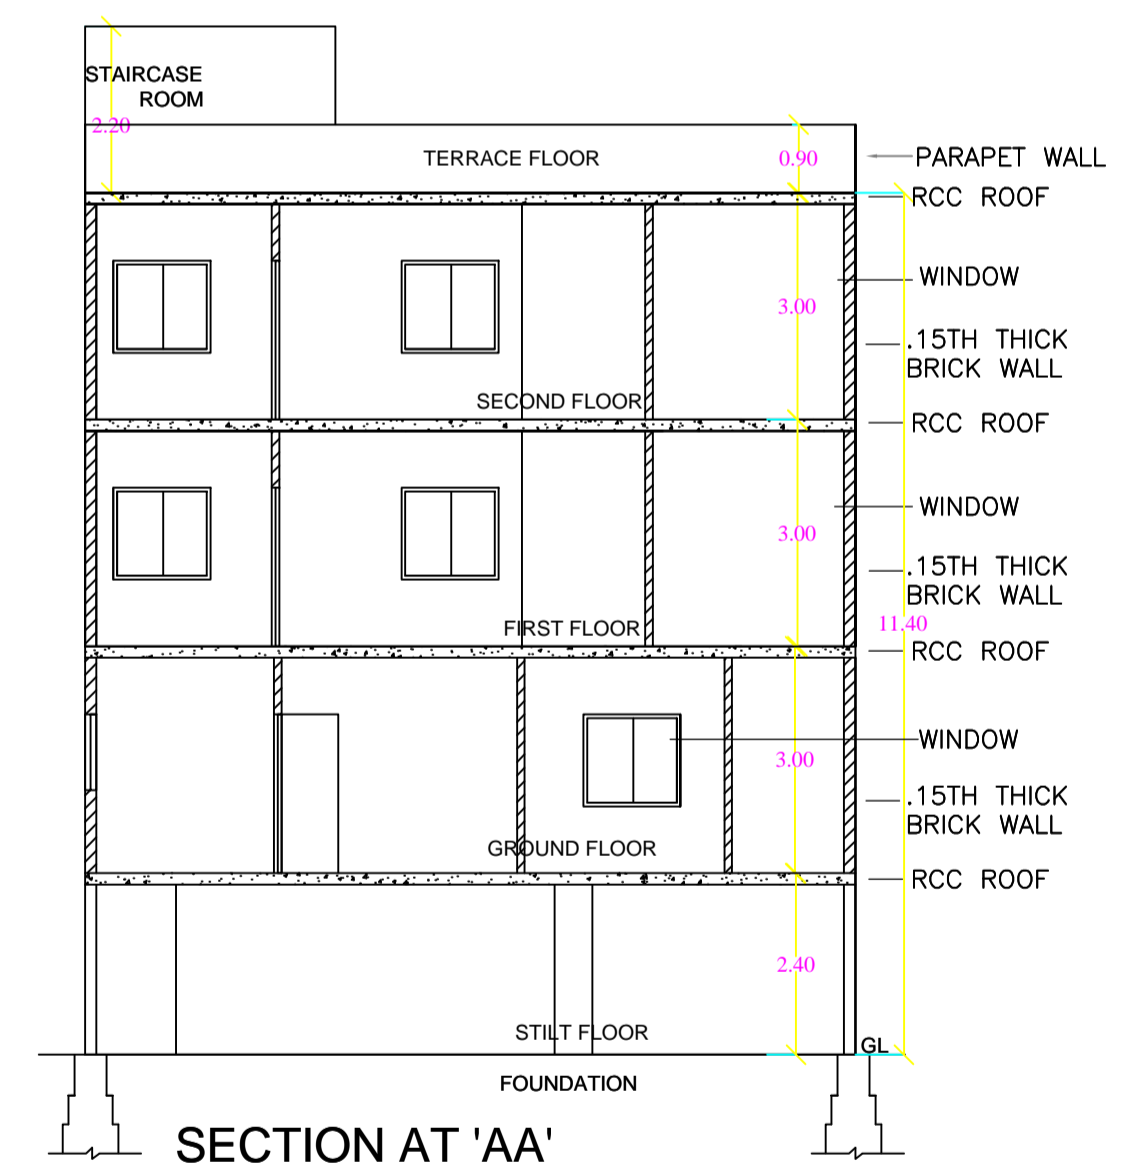 STAIRCASE
ROOM
2.20
TERRACE FLOOR
0.90
PARAPET WALL
RCC ROOF
WINDOW
3.00
.15TH THICK
BRICK WALL
SECOND FLOOR
RCC ROOF
WINDOW
3.00
.15TH THICK
BRICK WALL
FIRST FLOOR
11.40
RCC ROOF
WINDOW
3.00
.15TH THICK
BRICK WALL
GROUND FLOOR
RCC ROOF
2.40
STILT FLOOR
GL
FOUNDATION
SECTION AT 'AA'